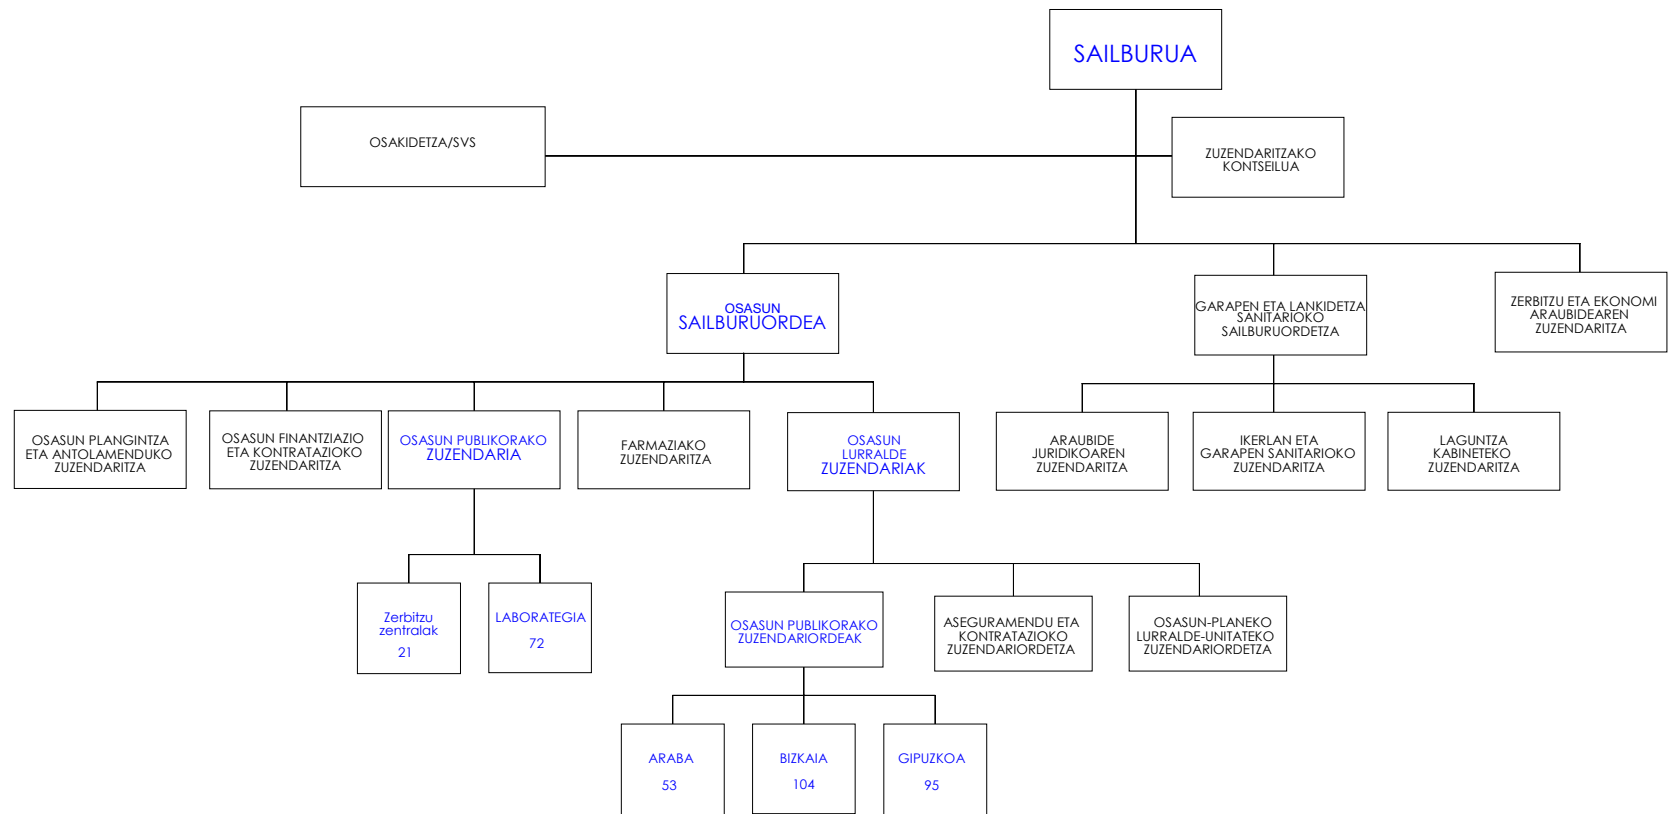 SAILBURUA
OSAKIDETZA/SVS
ZUZENDARITZAKO
KONTSEILUA
OSASUN
SAILBURUORDEA
GARAPEN ETA LANKIDETZA
SANITARIOKO
SAILBURUORDETZA
ZERBITZU ETA EKONOMI
ARAUBIDEAREN
ZUZENDARITZA
OSASUN PLANGINTZA
ETA ANTOLAMENDUKO
ZUZENDARITZA
OSASUN FINANTZIAZIO
ETA KONTRATAZIOKO
ZUZENDARITZA
OSASUN PUBLIKORAKO
ZUZENDARIA
FARMAZIAKO
ZUZENDARITZA
OSASUN
LURRALDE
ZUZENDARIAK
ARAUBIDE
JURIDIKOAREN
ZUZENDARITZA
IKERLAN ETA
GARAPEN SANITARIOKO
ZUZENDARITZA
LAGUNTZA
KABINETEKO
ZUZENDARITZA
Zerbitzu
zentralak
21
LABORATEGIA
72
OSASUN PUBLIKORAKO
ZUZENDARIORDEAK
ASEGURAMENDU ETA
KONTRATAZIOKO
ZUZENDARIORDETZA
OSASUN-PLANEKO
LURRALDE-UNITATEKO
ZUZENDARIORDETZA
ARABA
53
BIZKAIA
104
GIPUZKOA
95